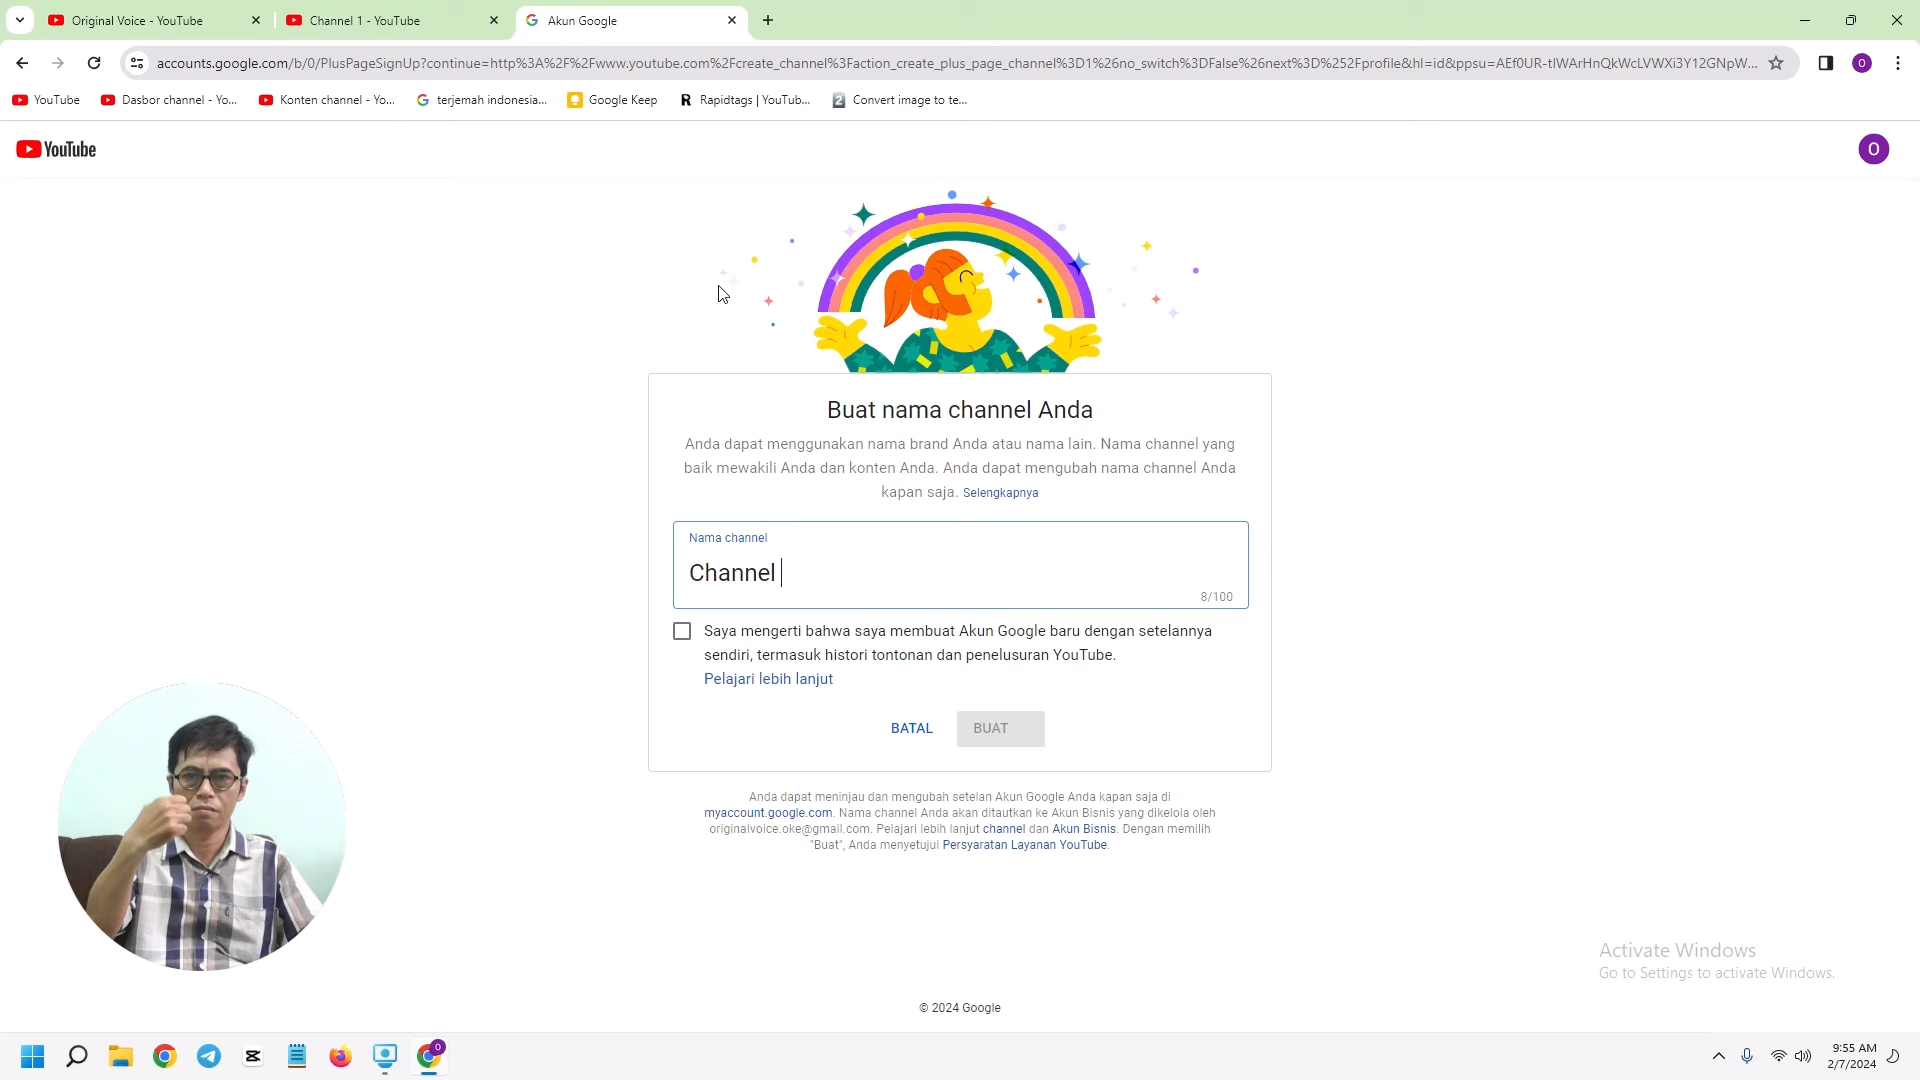 Original Voice - YouTube
Channel 1 - YouTube
Akun Google
accounts.google.com/b/0/PlusPageSignUp?continue=http%3A%2F%2Fwww.youtube.com%2Fcreate_channel%3Faction_create_plus_page_channel%3D1%26no_switch%3DFalse%26next%3D%252Fprofile&hl=id&ppsu=AEf0UR-tIWArHnQkWcLVWXi3Y12GNpW...
O
YouTube
Dasbor channel - Yo...
Konten channel - Yo...
terjemah indonesia...
Google Keep
Rapidtags | YouTub...
Convert image to te...
YouTube
O
Buat nama channel Anda
Anda dapat menggunakan nama brand Anda atau nama lain. Nama channel yang
baik mewakili Anda dan konten Anda. Anda dapat mengubah nama channel Anda
kapan saja. Selengkapnya
Nama channel
Channel
8/100
Saya mengerti bahwa saya membuat Akun Google baru dengan setelannya
sendiri, termasuk histori tontonan dan penelusuran YouTube.
Pelajari lebih lanjut
BATAL
BUAT
Anda dapat meninjau dan mengubah setelan Akun Google Anda kapan saja di
myaccount.google.com. Nama channel Anda akan ditautkan ke Akun Bisnis yang dikelola oleh
originalvoice.oke@gmail.com. Pelajari lebih lanjut channel dan Akun Bisnis. Dengan memilih
"Buat", Anda menyetujui Persyaratan Layanan YouTube.
Activate Windows
Go to Settings to activate Windows.
© 2024 Google
O
9:55 AM
2/7/2024